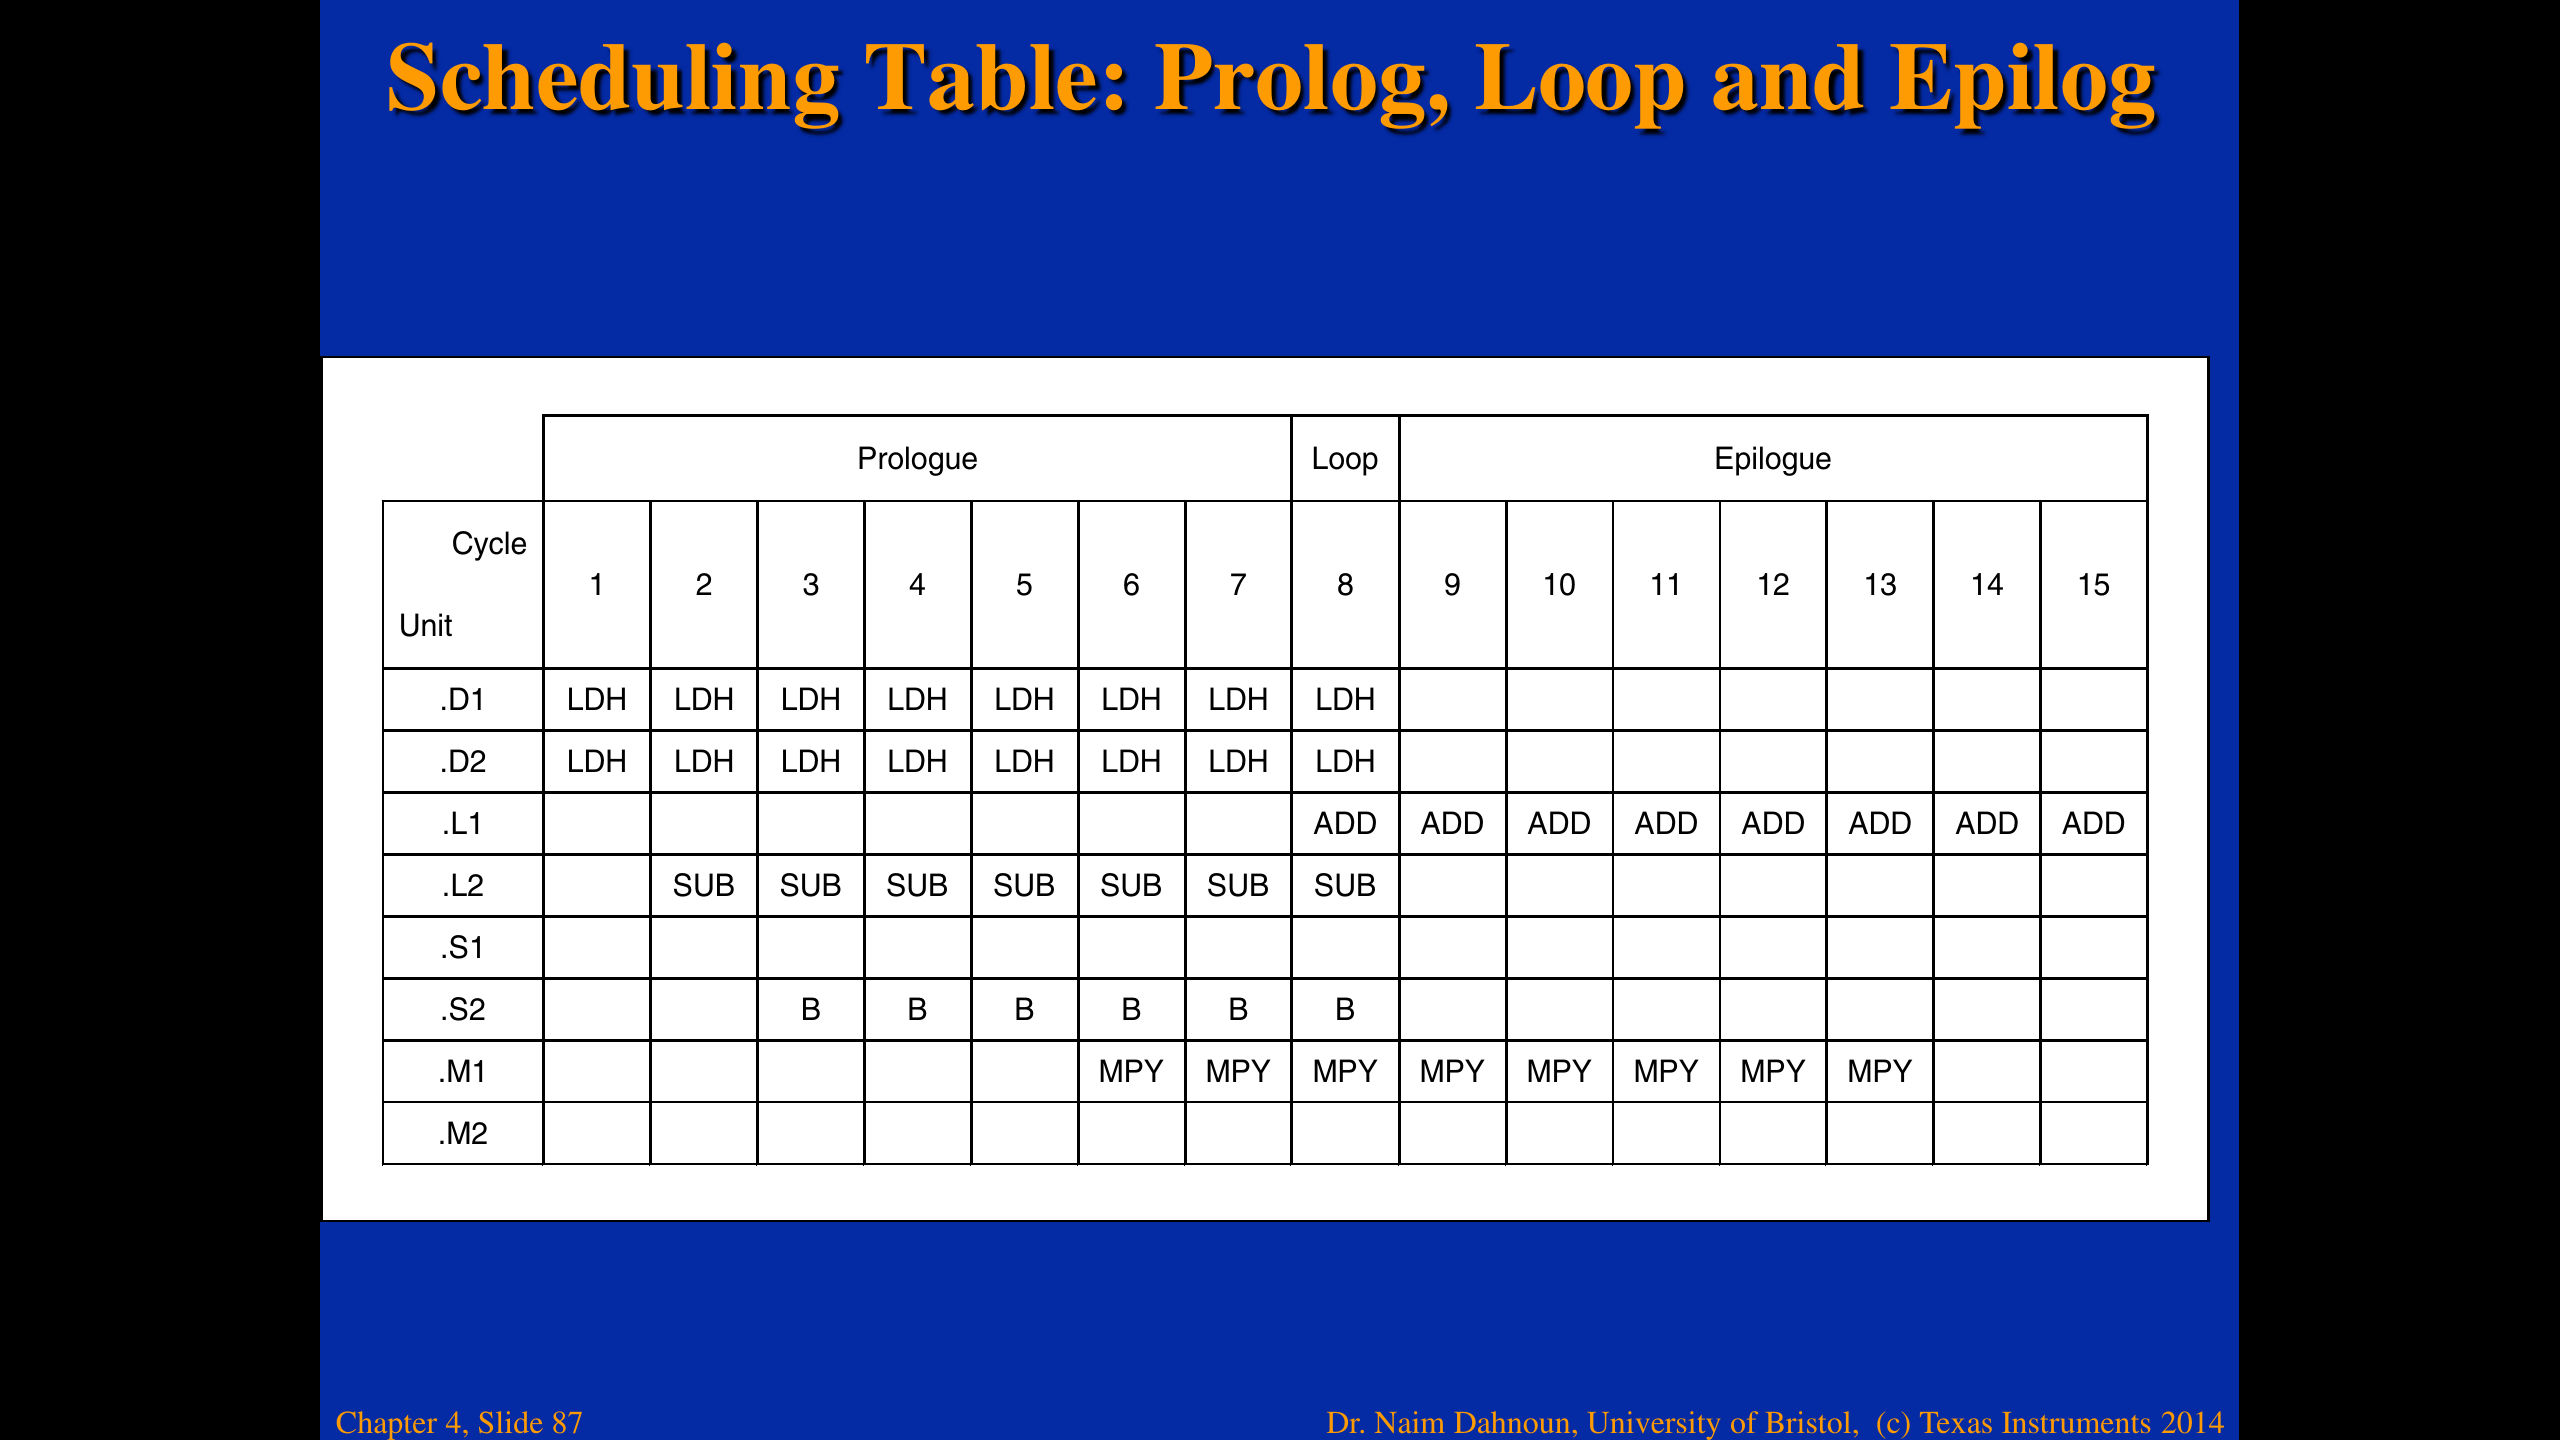 Scheduling Table: Prolog, Loop and Epilog
Prologue Loop Epilogue
Cycle
1 2 3 4 5 6 7 8 9 10 11 12 13 14 15
Unit
.D1 LDH LDH LDH LDH LDH LDH LDH LDH
.D2 LDH LDH LDH LDH LDH LDH LDH LDH
.L1 ADD ADD ADD ADD ADD ADD ADD ADD
.L2 SUB SUB SUB SUB SUB SUB SUB
.S1
.S2 B B B B B B
.M1 MPY MPY MPY MPY MPY MPY MPY MPY
.M2
Chapter 4, Slide 87
Dr. Naim Dahnoun, University of Bristol, (c) Texas Instruments 2014